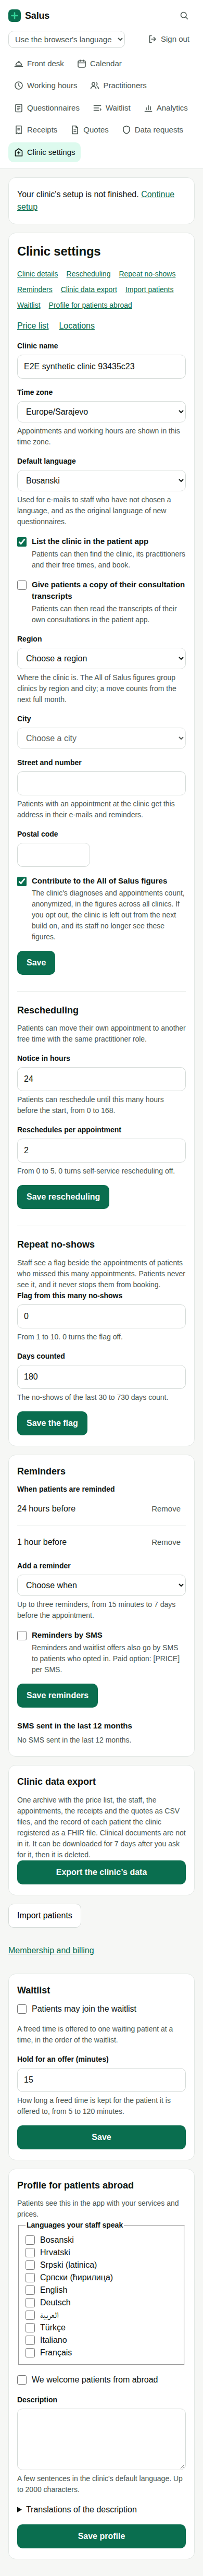 Salus
Use the browser's language
Sign out
Front desk
Calendar
Working hours
Practitioners
Questionnaires
Waitlist
Analytics
Receipts
Quotes
Data requests
Clinic settings
Your clinic's setup is not finished. Continue
setup
Clinic settings
Clinic details Rescheduling Repeat no-shows
Reminders Clinic data export Import patients
Waitlist Profile for patients abroad
Price list Locations
Clinic name
E2E synthetic clinic 93435c23
Time zone
Europe/Sarajevo
Appointments and working hours are shown in this
time zone.
Default language
Bosanski
Used for e-mails to staff who have not chosen a
language, and as the original language of new
questionnaires.
List the clinic in the patient app
Patients can then find the clinic, its practitioners
and their free times, and book.
Give patients a copy of their consultation
transcripts
Patients can then read the transcripts of their
own consultations in the patient app.
Region
Choose a region
Where the clinic is. The All of Salus figures group
clinics by region and city; a move counts from the
next full month.
City
Choose a city
Street and number
Patients with an appointment at the clinic get this
address in their e-mails and reminders.
Postal code
Contribute to the All of Salus figures
The clinic's diagnoses and appointments count,
anonymized, in the figures across all clinics. If
you opt out, the clinic is left out from the next
build on, and its staff no longer see these
figures.
Save
Rescheduling
Patients can move their own appointment to another
free time with the same practitioner role.
Notice in hours
24
Patients can reschedule until this many hours
before the start, from 0 to 168.
Reschedules per appointment
2
From 0 to 5. 0 turns self-service rescheduling off.
Save rescheduling
Repeat no-shows
Staff see a flag beside the appointments of patients
who missed this many appointments. Patients never
see it, and it never stops them from booking.
Flag from this many no-shows
0
From 1 to 10. 0 turns the flag off.
Days counted
180
The no-shows of the last 30 to 730 days count.
Save the flag
Reminders
When patients are reminded
24 hours before Remove
1 hour before Remove
Add a reminder
Choose when
Up to three reminders, from 15 minutes to 7 days
before the appointment.
Reminders by SMS
Reminders and waitlist offers also go by SMS
to patients who opted in. Paid option: [PRICE]
per SMS.
Save reminders
SMS sent in the last 12 months
No SMS sent in the last 12 months.
Clinic data export
One archive with the price list, the staff, the
appointments, the receipts and the quotes as CSV
files, and the record of each patient the clinic
registered as a FHIR file. Clinical documents are not
in it. It can be downloaded for 7 days after you ask
for it, then it is deleted.
Export the clinic's data
Import patients
Membership and billing
Waitlist
Patients may join the waitlist
A freed time is offered to one waiting patient at a
time, in the order of the waitlist.
Hold for an offer (minutes)
15
How long a freed time is kept for the patient it is
offered to, from 5 to 120 minutes.
Save
Profile for patients abroad
Patients see this in the app with your services and
prices.
Languages your staff speak
Bosanski
Hrvatski
Srpski (latinica)
Српски (ћирилица)
English
Deutsch
العربية
Türkçe
Italiano
Français
We welcome patients from abroad
Description
A few sentences in the clinic's default language. Up
to 2000 characters.
Translations of the description
Save profile